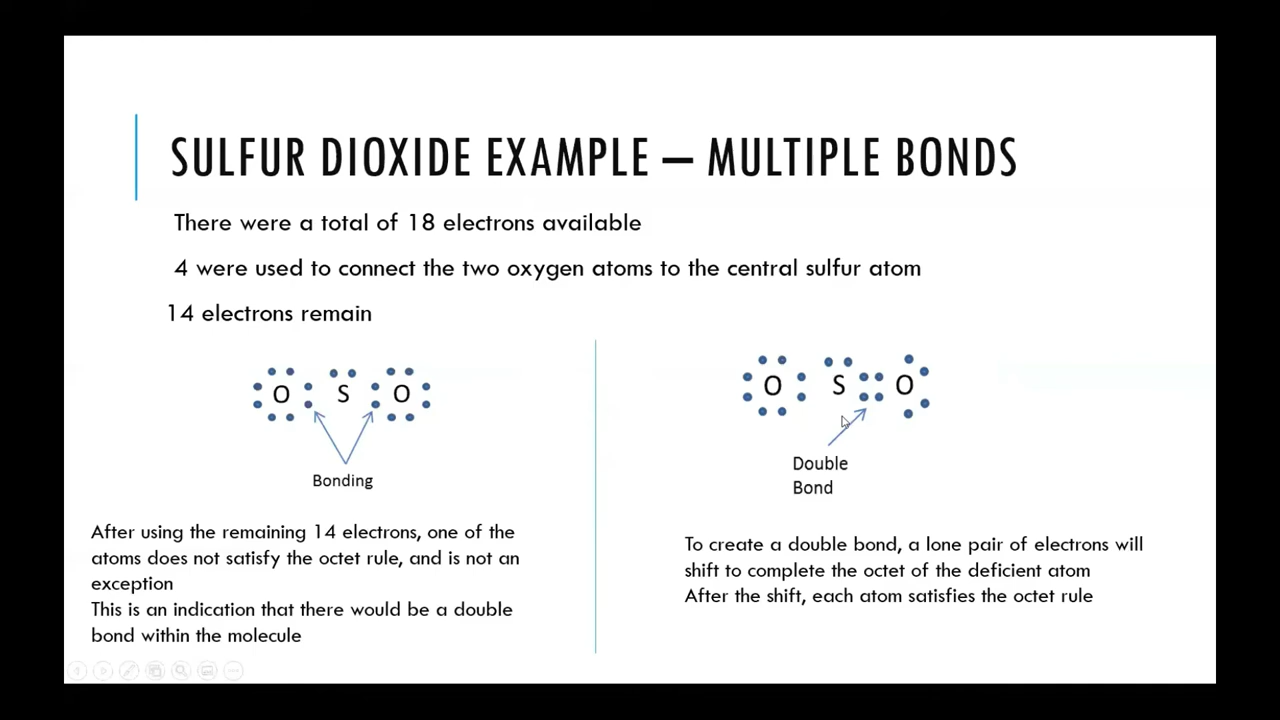 SULFUR DIOXIDE EXAMPLE – MULTIPLE BONDS
There were a total of 18 electrons available
4 were used to connect the two oxygen atoms to the central sulfur atom
14 electrons remain
O S O
Bonding
After using the remaining 14 electrons, one of the
atoms does not satisfy the octet rule, and is not an
exception
This is an indication that there would be a double
bond within the molecule
O S O
Double
Bond
To create a double bond, a lone pair of electrons will
shift to complete the octet of the deficient atom
After the shift, each atom satisfies the octet rule